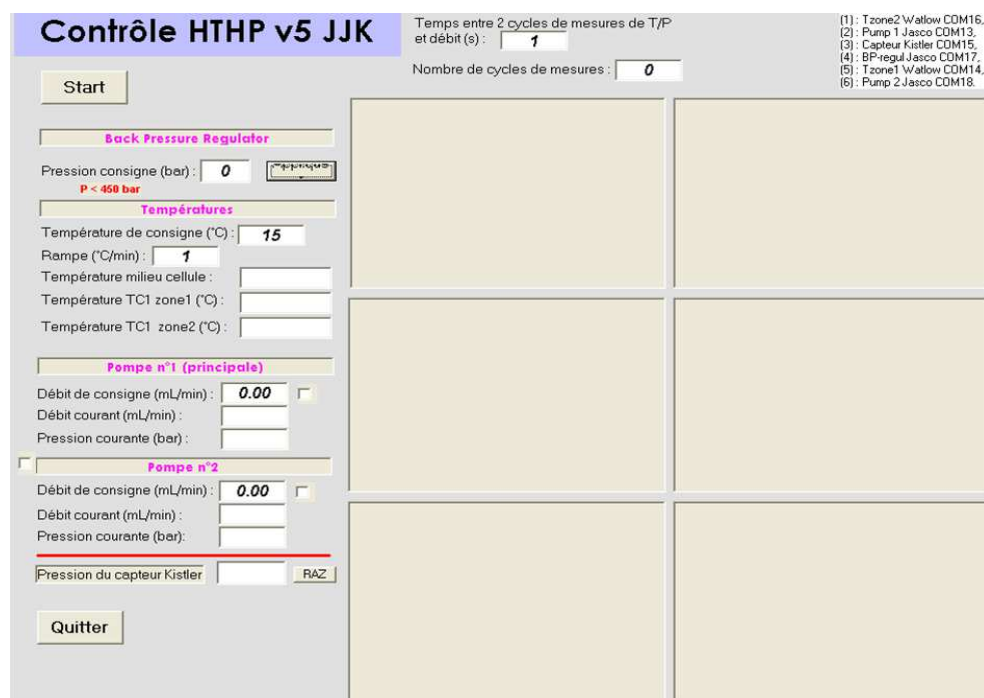 Contrôle HTHP v5 JJK
Temps entre 2 cycles de mesures de T/P
et débit (s) : 1
Nombre de cycles de mesures : 0
(1) : Tzone2 Watlow COM16,
(2) : Pump 1 Jasco COM13,
(3) : Capteur Kistler COM15,
(4) : BP-regul Jasco COM17,
(5) : Tzone1 Watlow COM14,
(6) : Pump 2 Jasco COM18.
Start
Back Pressure Regulator
Pression consigne (bar) : 0
P < 450 bar
Températures
Température de consigne (°C) : 15
Rampe (°C/min) : 1
Température milieu cellule :
Température TC1 zone1 (°C) :
Température TC1 zone2 (°C) :
Pompe n°1 (principale)
Débit de consigne (mL/min) : 0.00
Débit courant (mL/min) :
Pression courante (bar) :
Pompe n°2
Débit de consigne (mL/min) : 0.00
Débit courant (mL/min) :
Pression courante (bar):
Pression du capteur Kistler RAZ
Quitter